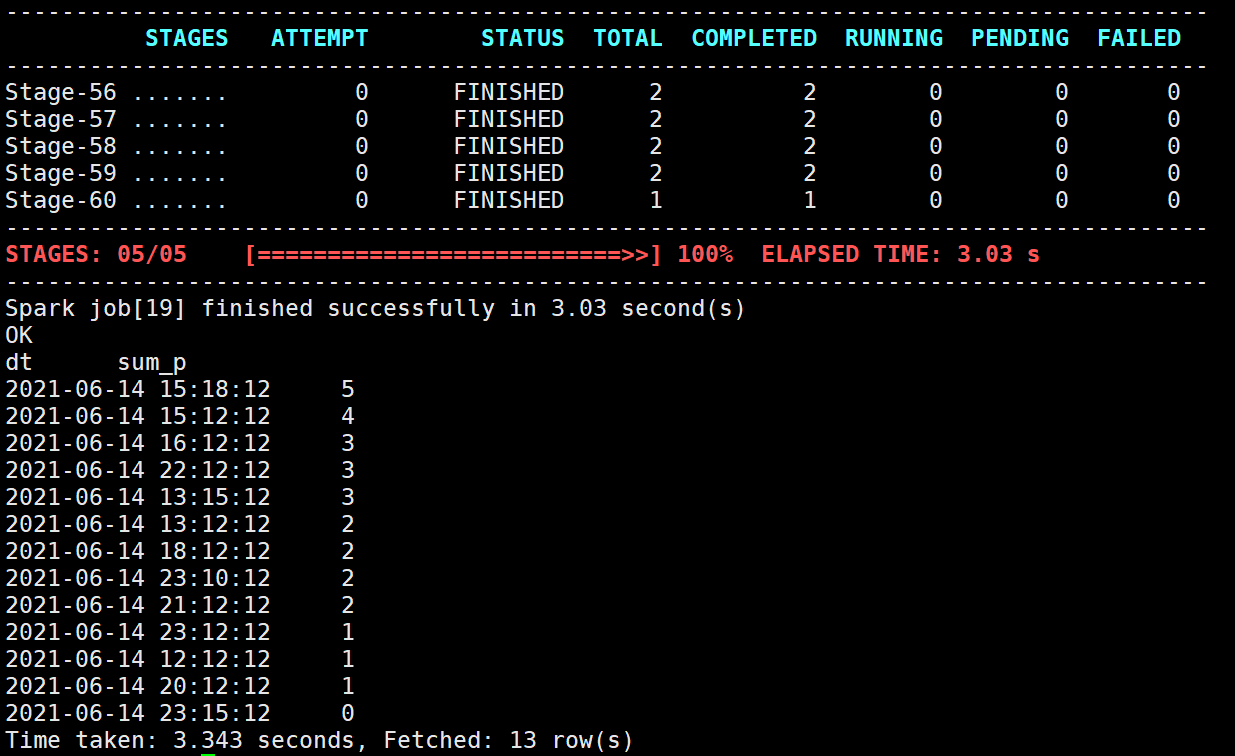 ----------------------------------------------------------------------------------------------
          STAGES   ATTEMPT        STATUS  TOTAL  COMPLETED  RUNNING  PENDING  FAILED
----------------------------------------------------------------------------------------------
Stage-56 .......         0      FINISHED      2          2        0        0       0
Stage-57 .......         0      FINISHED      2          2        0        0       0
Stage-58 .......         0      FINISHED      2          2        0        0       0
Stage-59 .......         0      FINISHED      2          2        0        0       0
Stage-60 .......         0      FINISHED      1          1        0        0       0
----------------------------------------------------------------------------------------------
STAGES: 05/05    [==========================>>] 100%  ELAPSED TIME: 3.03 s
----------------------------------------------------------------------------------------------
Spark job[19] finished successfully in 3.03 second(s)
OK
dt      sum_p
2021-06-14 15:18:12     5
2021-06-14 15:12:12     4
2021-06-14 16:12:12     3
2021-06-14 22:12:12     3
2021-06-14 13:15:12     3
2021-06-14 13:12:12     2
2021-06-14 18:12:12     2
2021-06-14 23:10:12     2
2021-06-14 21:12:12     2
2021-06-14 23:12:12     1
2021-06-14 12:12:12     1
2021-06-14 20:12:12     1
2021-06-14 23:15:12     0
Time taken: 3.343 seconds, Fetched: 13 row(s)